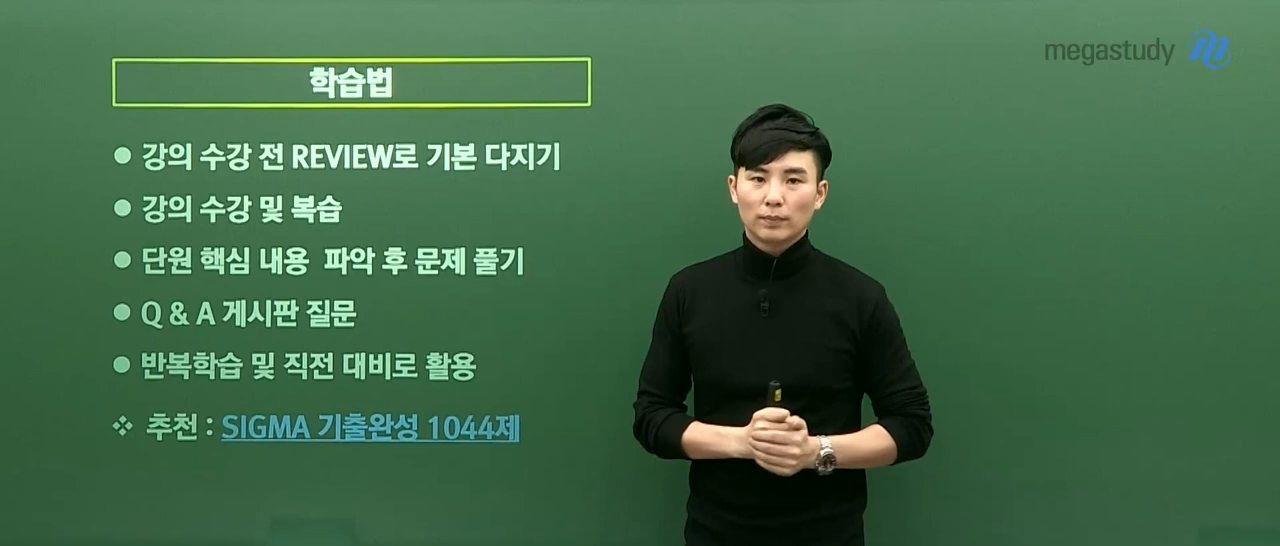 megastudy
학습법
● 강의 수강 전 REVIEW로 기본 다지기
● 강의 수강 및 복습
● 단원 핵심 내용 파악 후 문제 풀기
● Q & A 게시판 질문
● 반복학습 및 직전 대비로 활용
❖ 추천 : SIGMA 기출완성 1044제